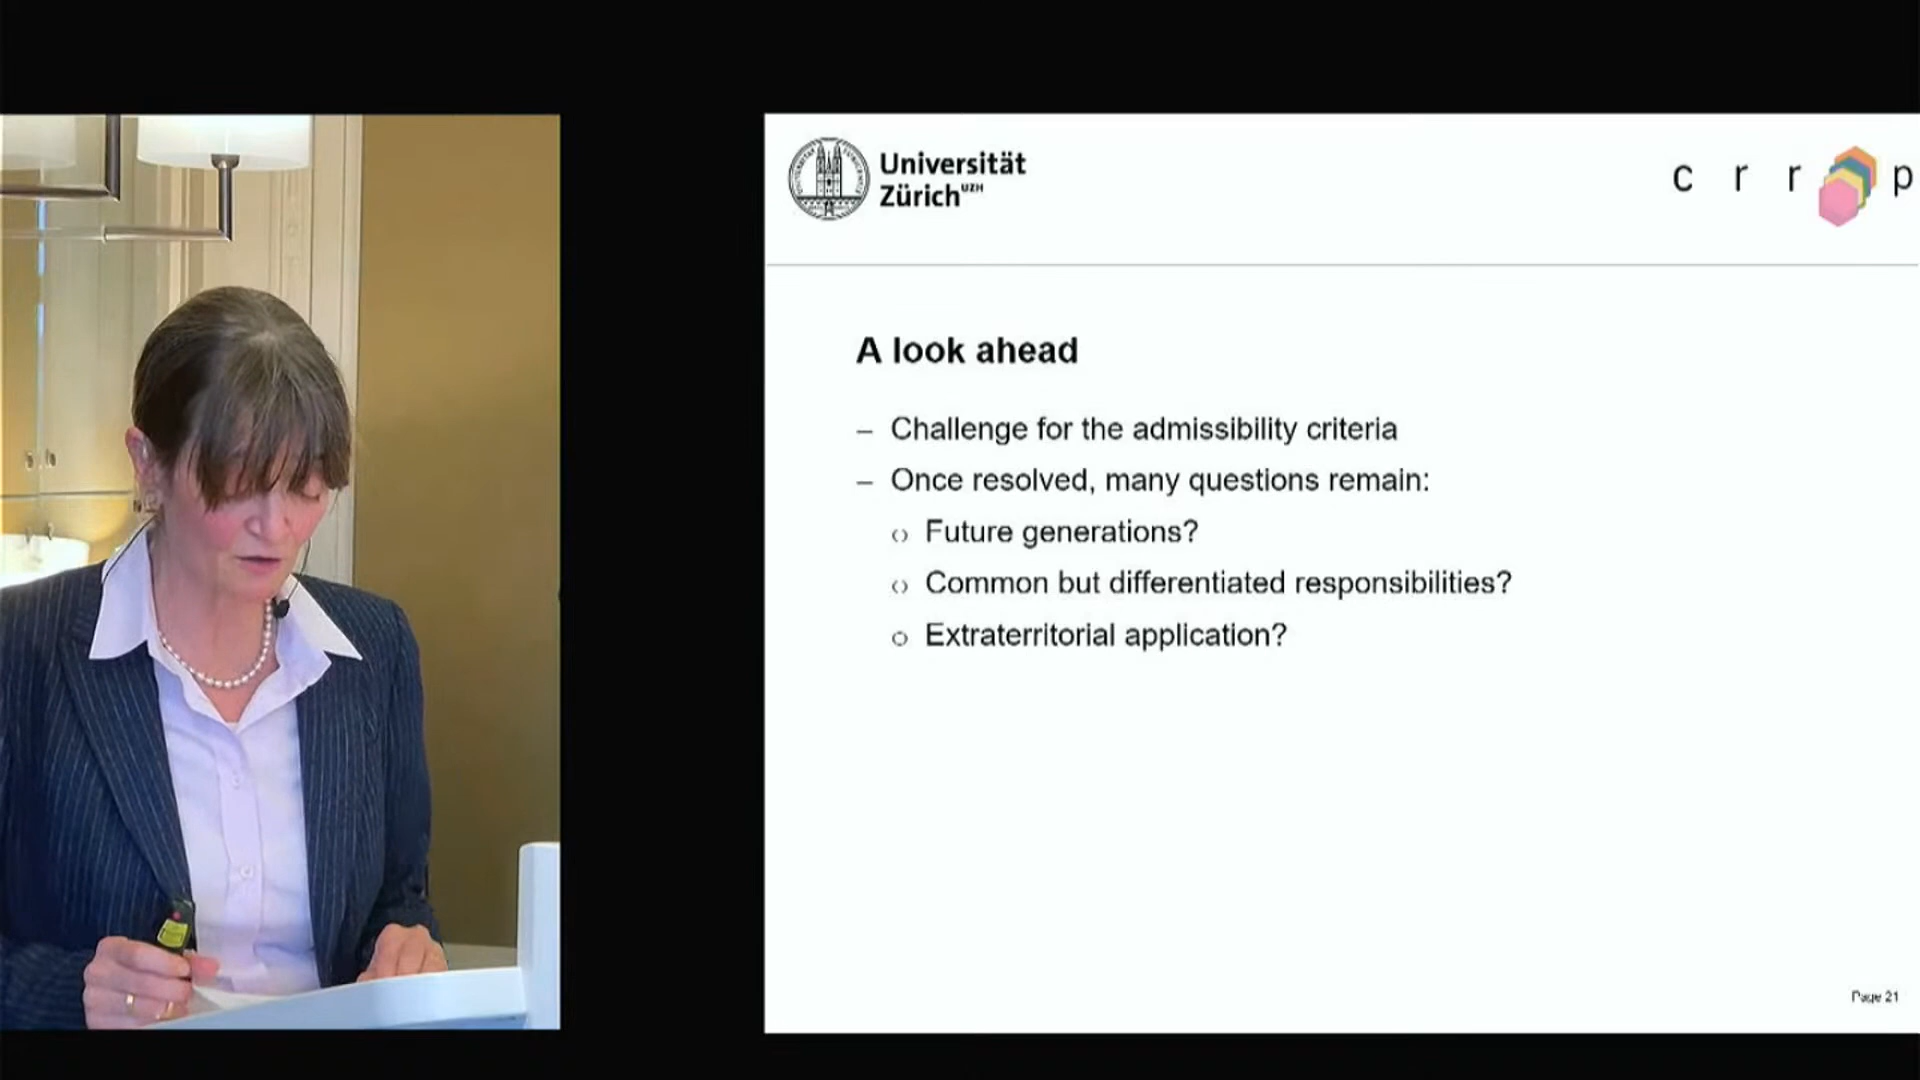 Universität
Zürich UZH
c r r p
A look ahead
– Challenge for the admissibility criteria
– Once resolved, many questions remain:
Future generations?
Common but differentiated responsibilities?
Extraterritorial application?
Page 21